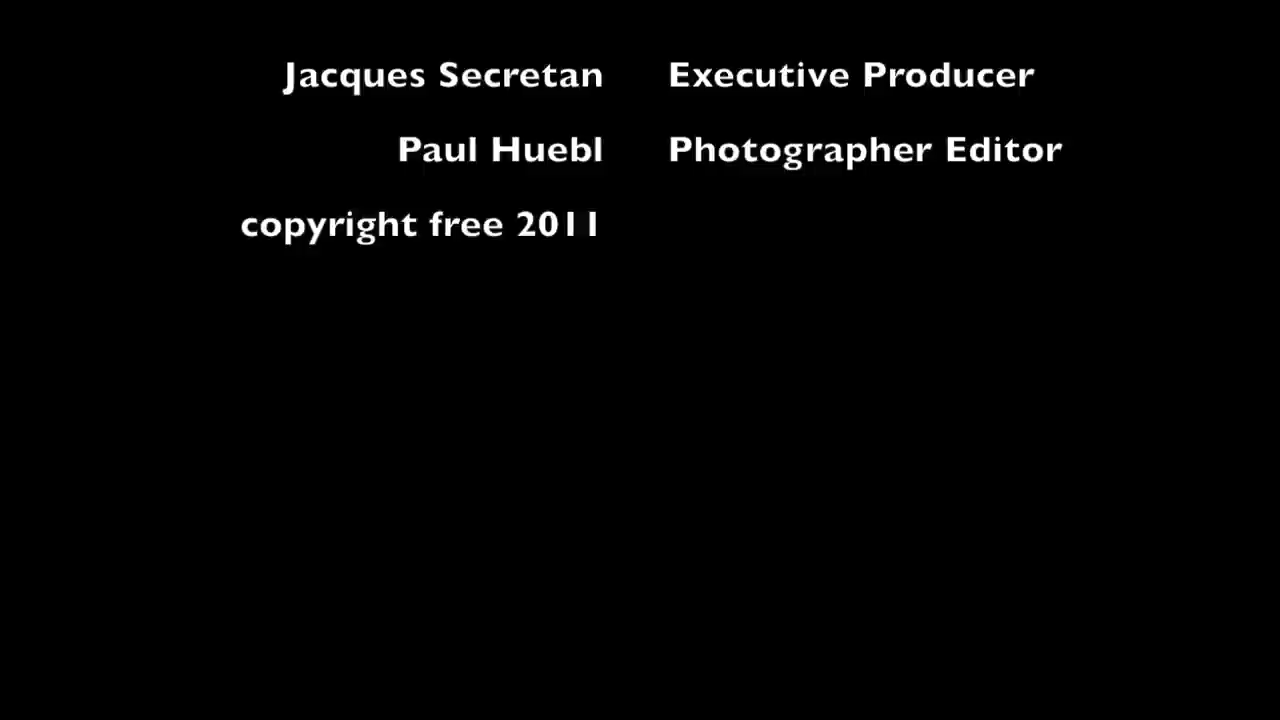 Jacques Secretan Executive Producer
Paul Huebl Photographer Editor
copyright free 2011